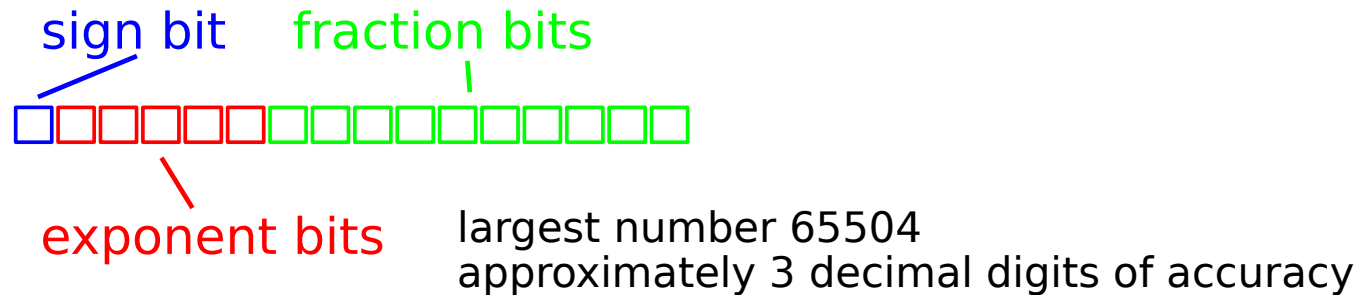 sign bit
fraction bits
exponent bits
largest number 65504
approximately 3 decimal digits of accuracy